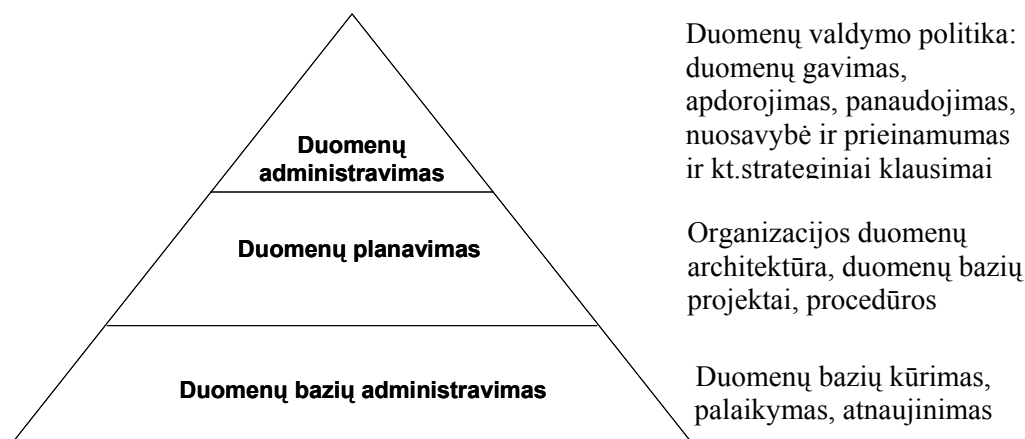 Duomenų valdymo politika:
duomenų gavimas,
apdorojimas, panaudojimas,
nuosavybė ir prieinamumas
ir kt.strateginiai klausimai
Duomenų
administravimas
Duomenų planavimas
Organizacijos duomenų
architektūra, duomenų bazių
projektai, procedūros
Duomenų bazių administravimas
Duomenų bazių kūrimas,
palaikymas, atnaujinimas